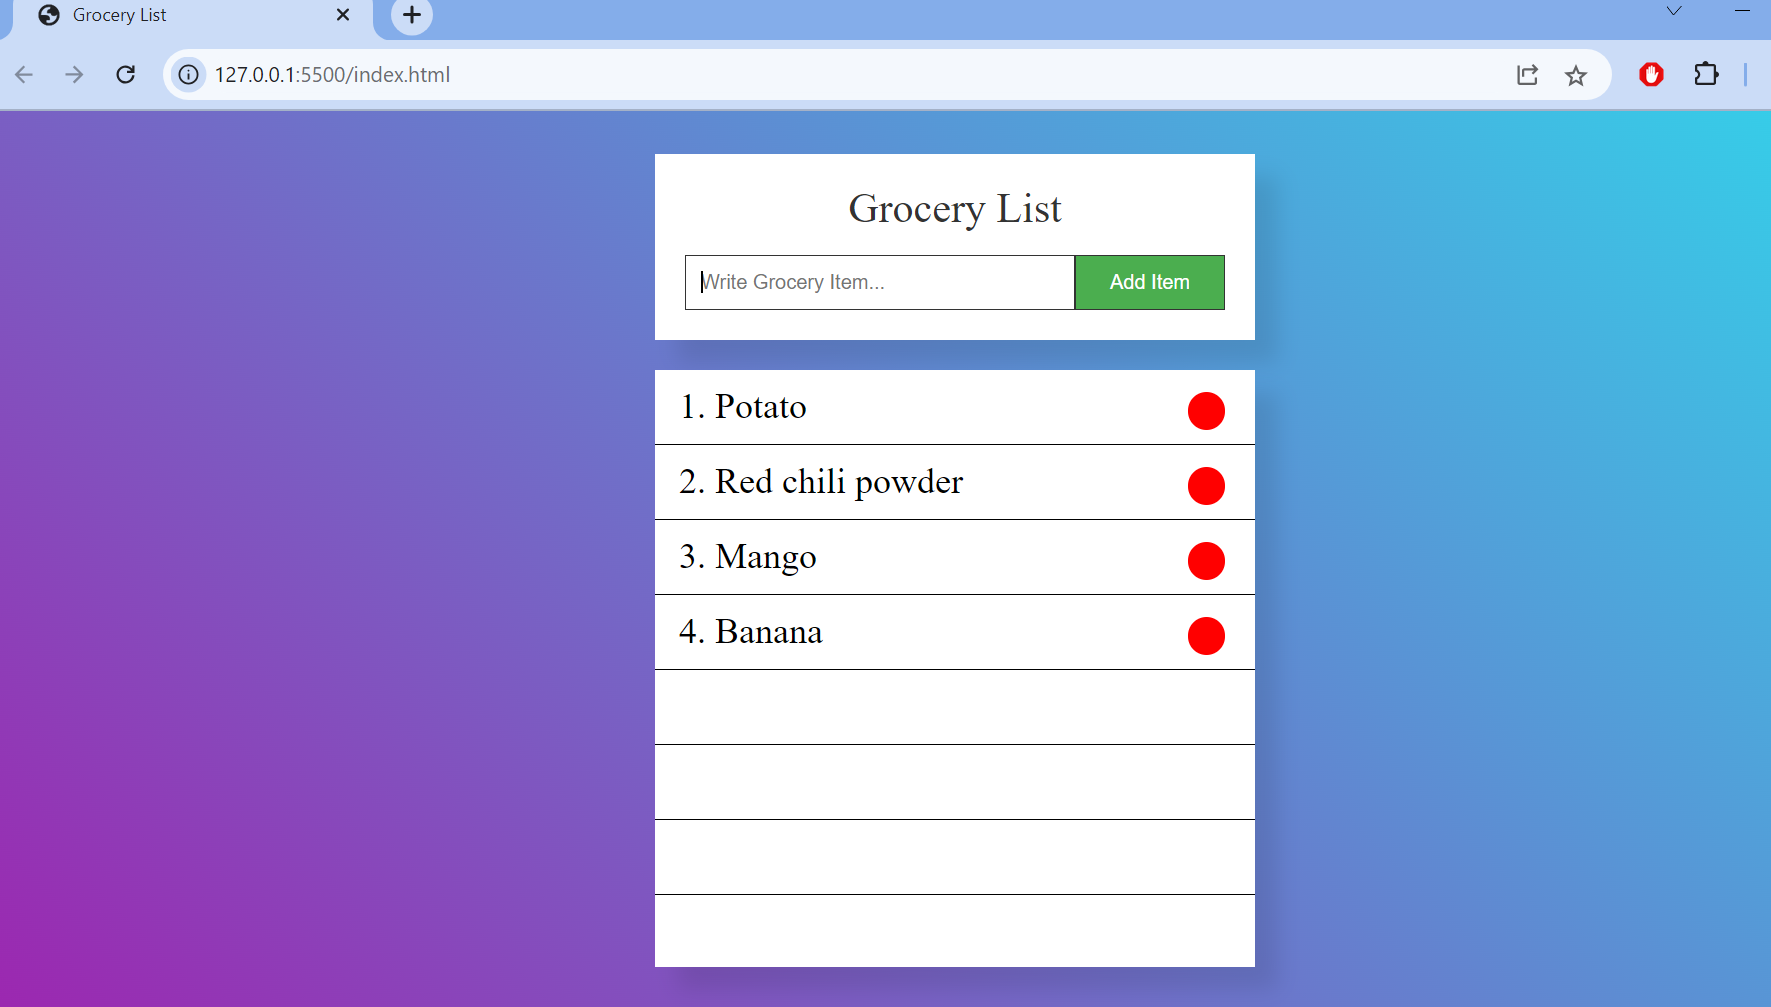 Grocery List
127.0.0.1:5500/index.html
Grocery List
Write Grocery Item...
Add Item
1. Potato
2. Red chili powder
3. Mango
4. Banana